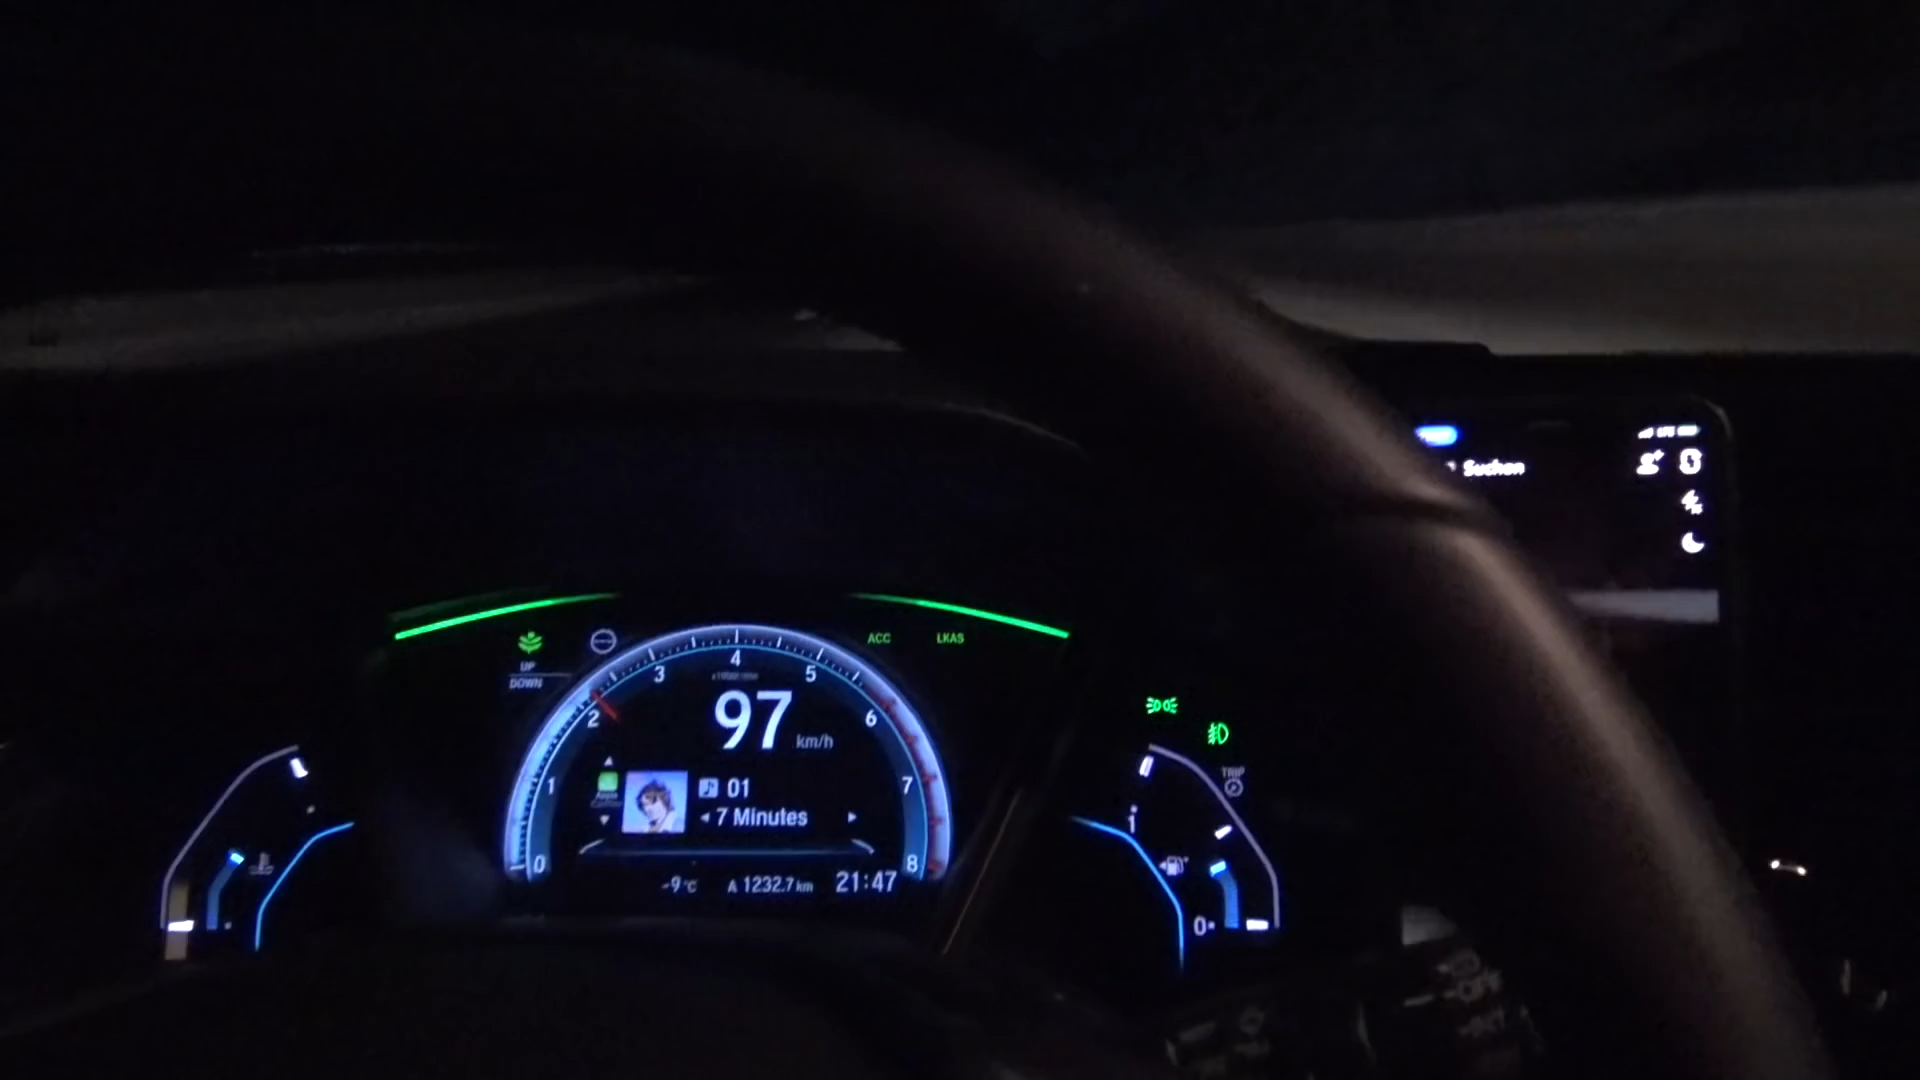 Suchen
ACC
LKAS
UP
DOWN
0
1
2
3
4
5
6
7
8
97
km/h
01
7 Minutes
-9°C
A 1232.7 km
21:47
TRIP
1
0